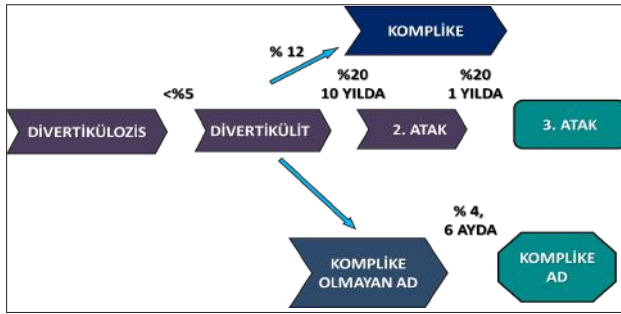 KOMPLİKE
% 12
%20
10 YILDA
%20
1 YILDA
<%5
DİVERTİKÜLOZİS
DİVERTİKÜLİT
2. ATAK
3. ATAK
% 4,
6 AYDA
KOMPLİKE
OLMAYAN AD
KOMPLİKE
AD